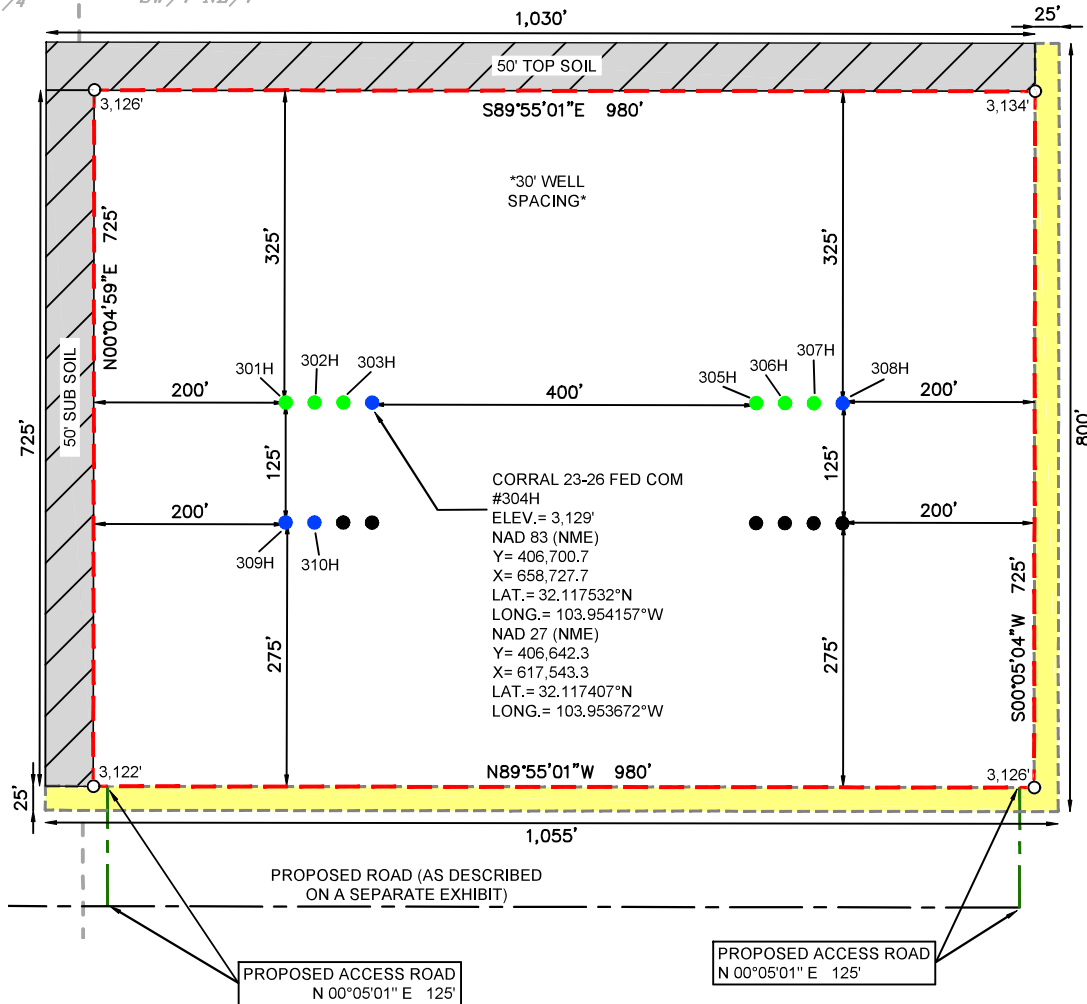 1,030'
25'
50' TOP SOIL
3,126'
S89°55'01"E 980'
3,134'
*30' WELL
SPACING*
N00°04'59"E 725'
325'
325'
50' SUB SOIL
301H
302H
303H
305H
306H
307H
308H
200'
400'
200'
725'
800'
125'
125'
200'
200'
309H
310H
CORRAL 23-26 FED COM
#304H
ELEV.= 3,129'
NAD 83 (NME)
Y= 406,700.7
X= 658,727.7
LAT.= 32.117532°N
LONG.= 103.954157°W
NAD 27 (NME)
Y= 406,642.3
X= 617,543.3
LAT.= 32.117407°N
LONG.= 103.953672°W
275'
275'
S00°05'04"W 725'
3,122'
N89°55'01"W 980'
3,126'
25'
1,055'
PROPOSED ROAD (AS DESCRIBED
ON A SEPARATE EXHIBIT)
PROPOSED ACCESS ROAD
N 00°05'01" E 125'
PROPOSED ACCESS ROAD
N 00°05'01" E 125'